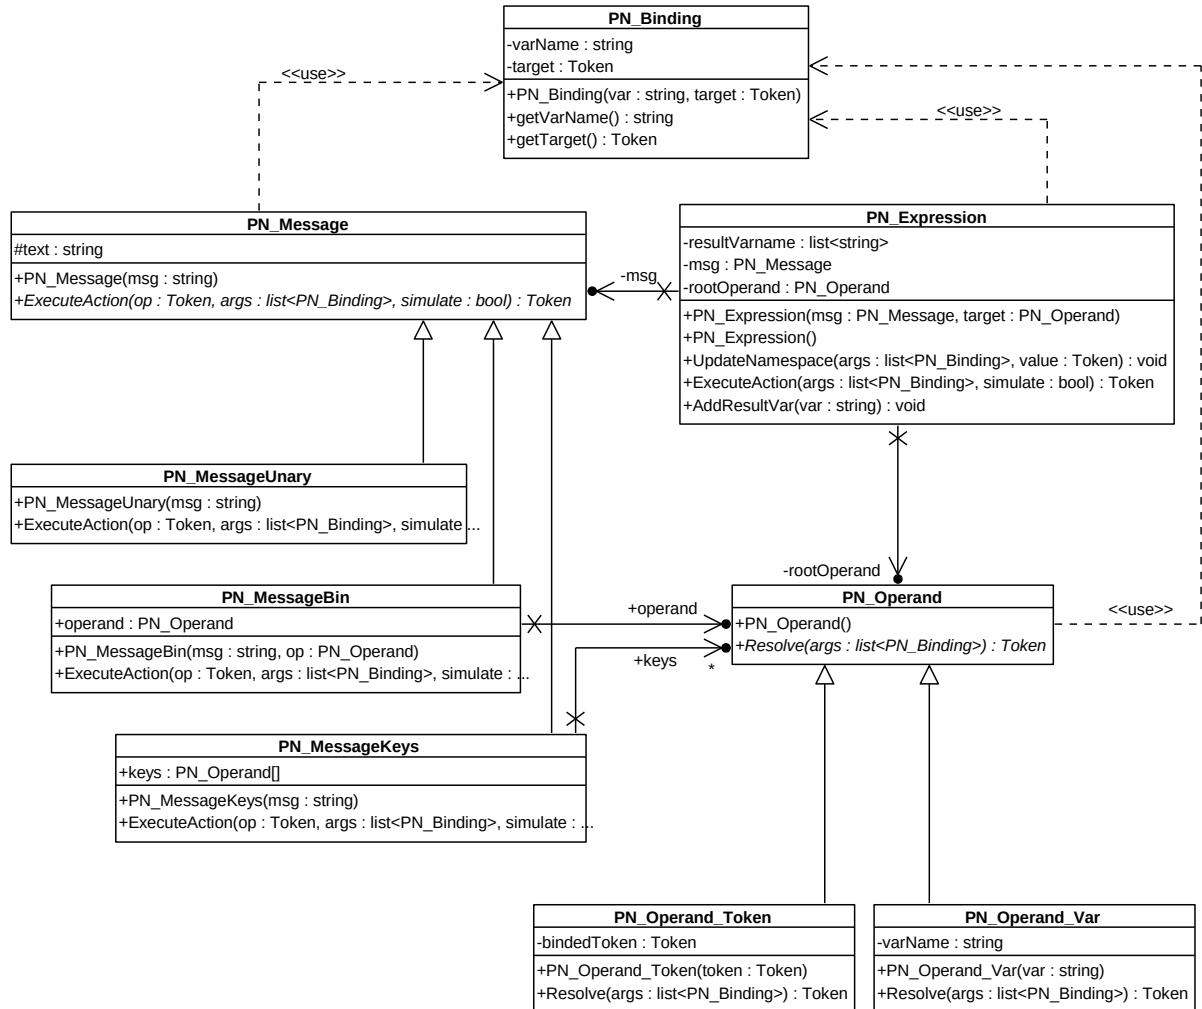 PN_Binding
-varName : string
-target : Token
+PN_Binding(var : string, target : Token)
+getVarName() : string
+getTarget() : Token
<<use>>
<<use>>
PN_Message
#text : string
+PN_Message(msg : string)
+ExecuteAction(op : Token, args : list<PN_Binding>, simulate : bool) : Token
-msg
PN_Expression
-resultVarname : list<string>
-msg : PN_Message
-rootOperand : PN_Operand
+PN_Expression(msg : PN_Message, target : PN_Operand)
+PN_Expression()
+UpdateNamespace(args : list<PN_Binding>, value : Token) : void
+ExecuteAction(args : list<PN_Binding>, simulate : bool) : Token
+AddResultVar(var : string) : void
PN_MessageUnary
+PN_MessageUnary(msg : string)
+ExecuteAction(op : Token, args : list<PN_Binding>, simulate ...
-rootOperand
PN_MessageBin
+operand : PN_Operand
+PN_MessageBin(msg : string, op : PN_Operand)
+ExecuteAction(op : Token, args : list<PN_Binding>, simulate : ...
+operand
+keys
*
PN_Operand
+PN_Operand()
+Resolve(args : list<PN_Binding>) : Token
<<use>>
PN_MessageKeys
+keys : PN_Operand[]
+PN_MessageKeys(msg : string)
+ExecuteAction(op : Token, args : list<PN_Binding>, simulate : ...
PN_Operand_Token
-bindedToken : Token
+PN_Operand_Token(token : Token)
+Resolve(args : list<PN_Binding>) : Token
PN_Operand_Var
-varName : string
+PN_Operand_Var(var : string)
+Resolve(args : list<PN_Binding>) : Token